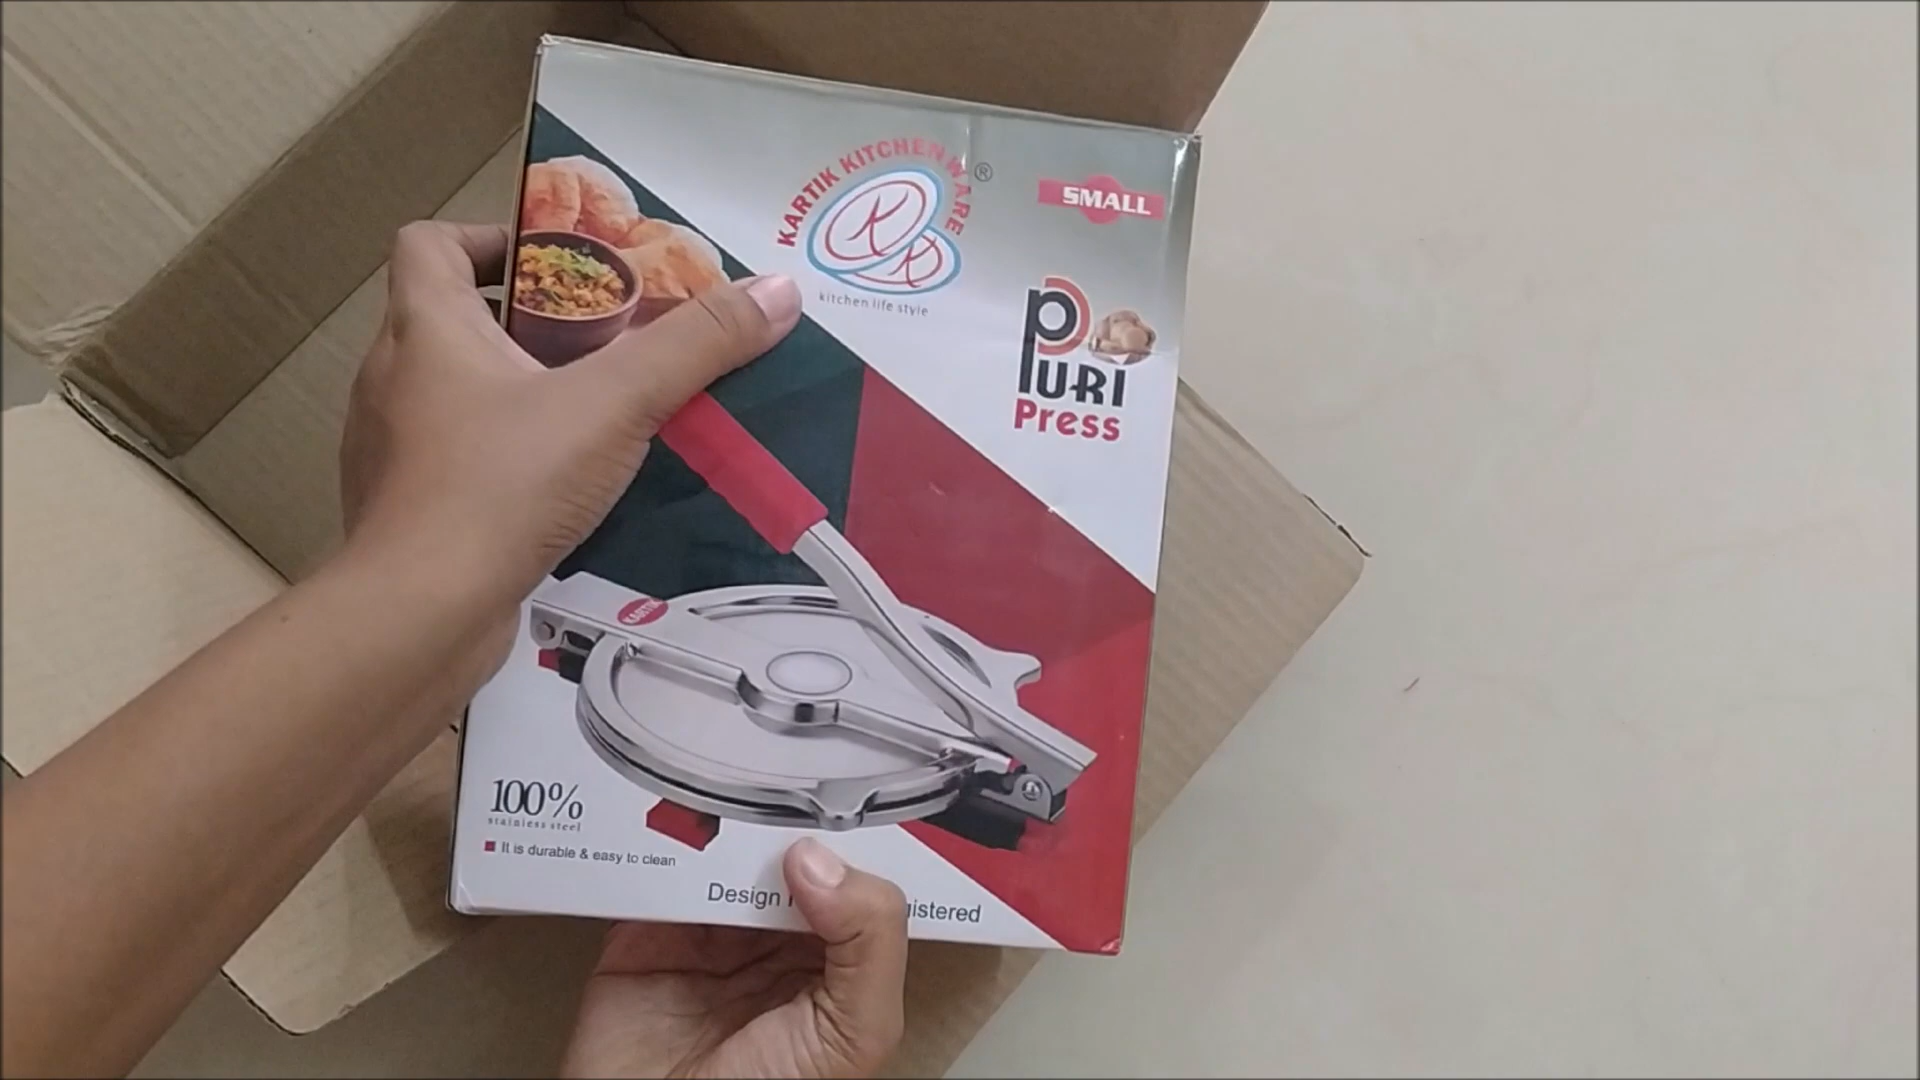 KARTIK KITCHENWARE ®
KK
kitchen life style
SMALL
PURI
Press
KARTIK
100%
stainless steel
It is durable & easy to clean
Design
gistered